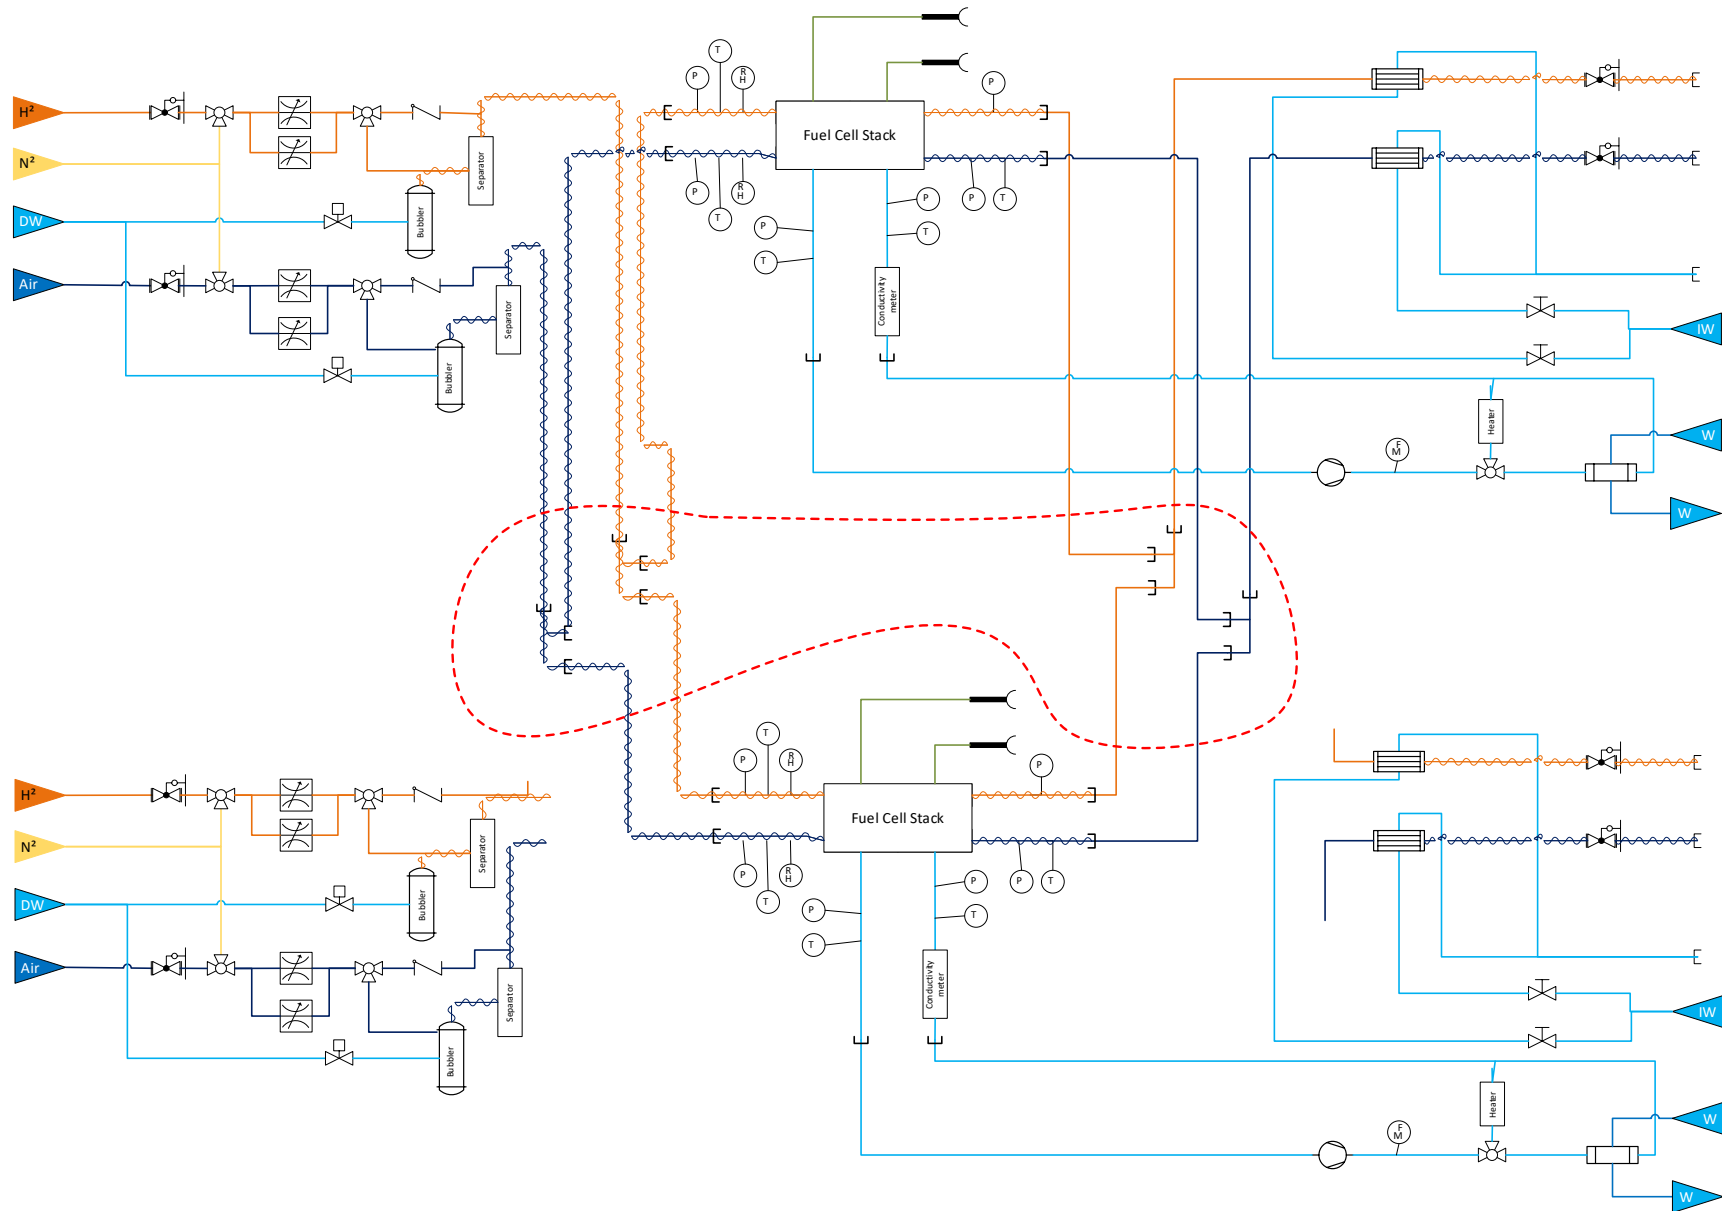 T
P
RH
P
H²
Fuel Cell Stack
N²
Separator
P
T
RH
P
T
DW
Bubbler
P
P
T
T
Air
Separator
Conductivity meter
IW
Bubbler
Heater
W
FM
W
T
P
RH
P
H²
Fuel Cell Stack
N²
Separator
P
T
RH
P
T
DW
Bubbler
P
P
T
T
Air
Separator
Conductivity meter
IW
Bubbler
Heater
W
FM
W